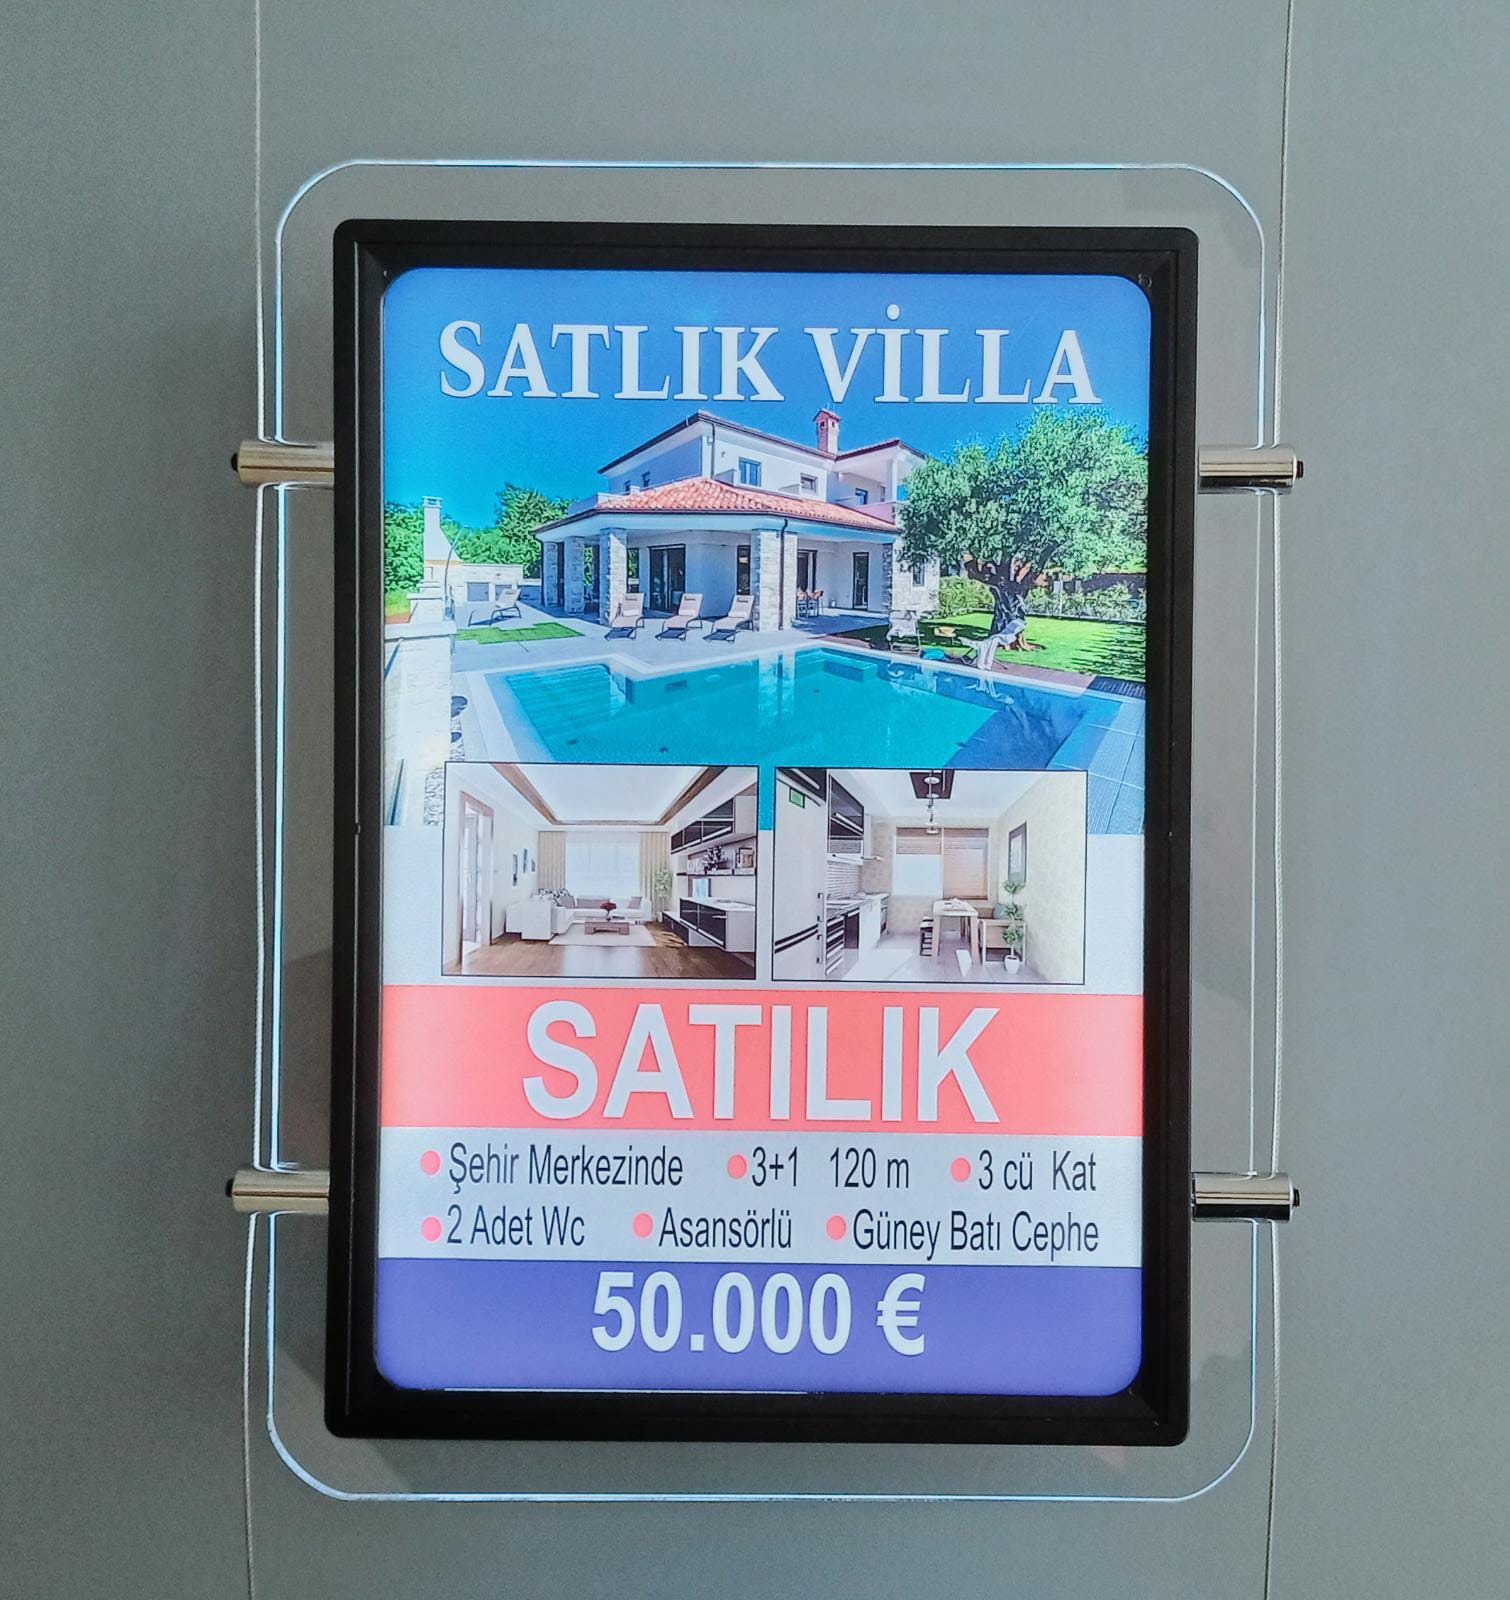 SATLIK VİLLA
SATILIK
Şehir Merkezinde 3+1 120 m 3 cü Kat
2 Adet Wc Asansörlü Güney Batı Cephe
50.000 €